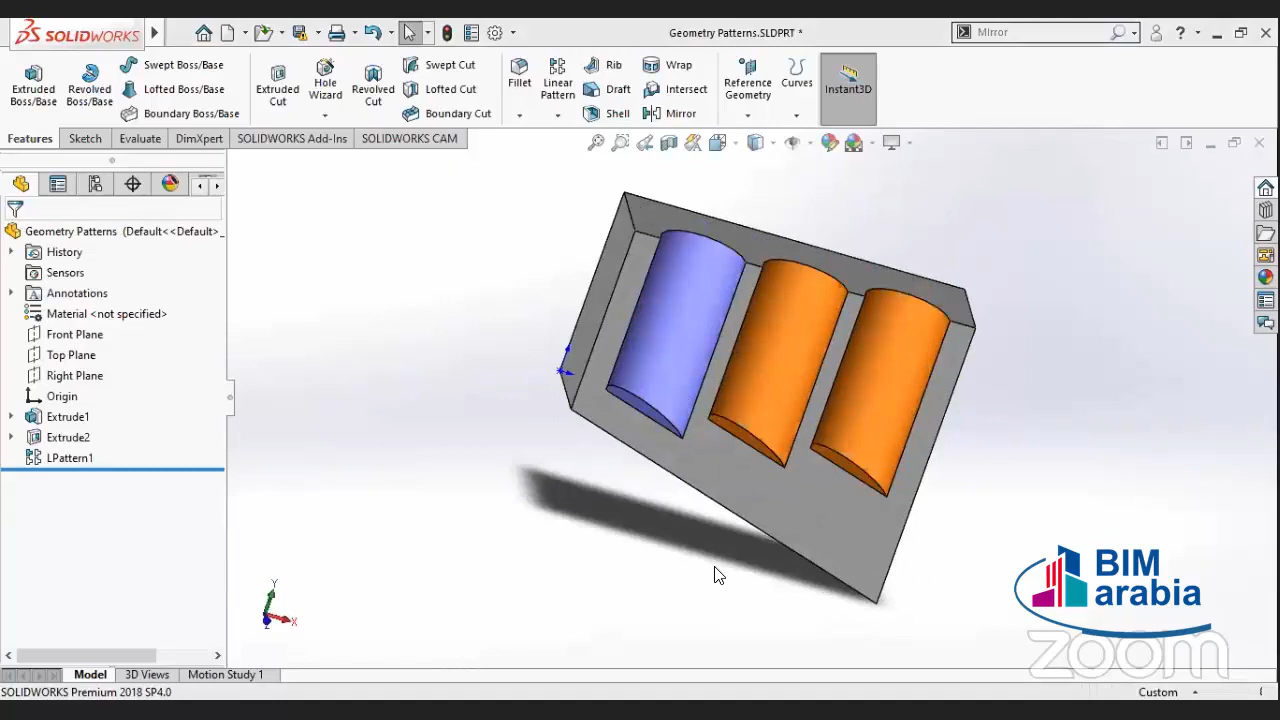 SOLIDWORKS
Geometry Patterns.SLDPRT *
Mirror
Extruded Boss/Base
Revolved Boss/Base
Swept Boss/Base
Lofted Boss/Base
Boundary Boss/Base
Extruded Cut
Hole Wizard
Revolved Cut
Swept Cut
Lofted Cut
Boundary Cut
Fillet
Linear Pattern
Rib
Draft
Shell
Wrap
Intersect
Mirror
Reference Geometry
Curves
Instant3D
Features
Sketch
Evaluate
DimXpert
SOLIDWORKS Add-Ins
SOLIDWORKS CAM
Geometry Patterns (Default<<Default>_
History
Sensors
Annotations
Material <not specified>
Front Plane
Top Plane
Right Plane
Origin
Extrude1
Extrude2
LPattern1
Y
X
Z
BIM
arabia
zoom
Model
3D Views
Motion Study 1
SOLIDWORKS Premium 2018 SP4.0
Custom